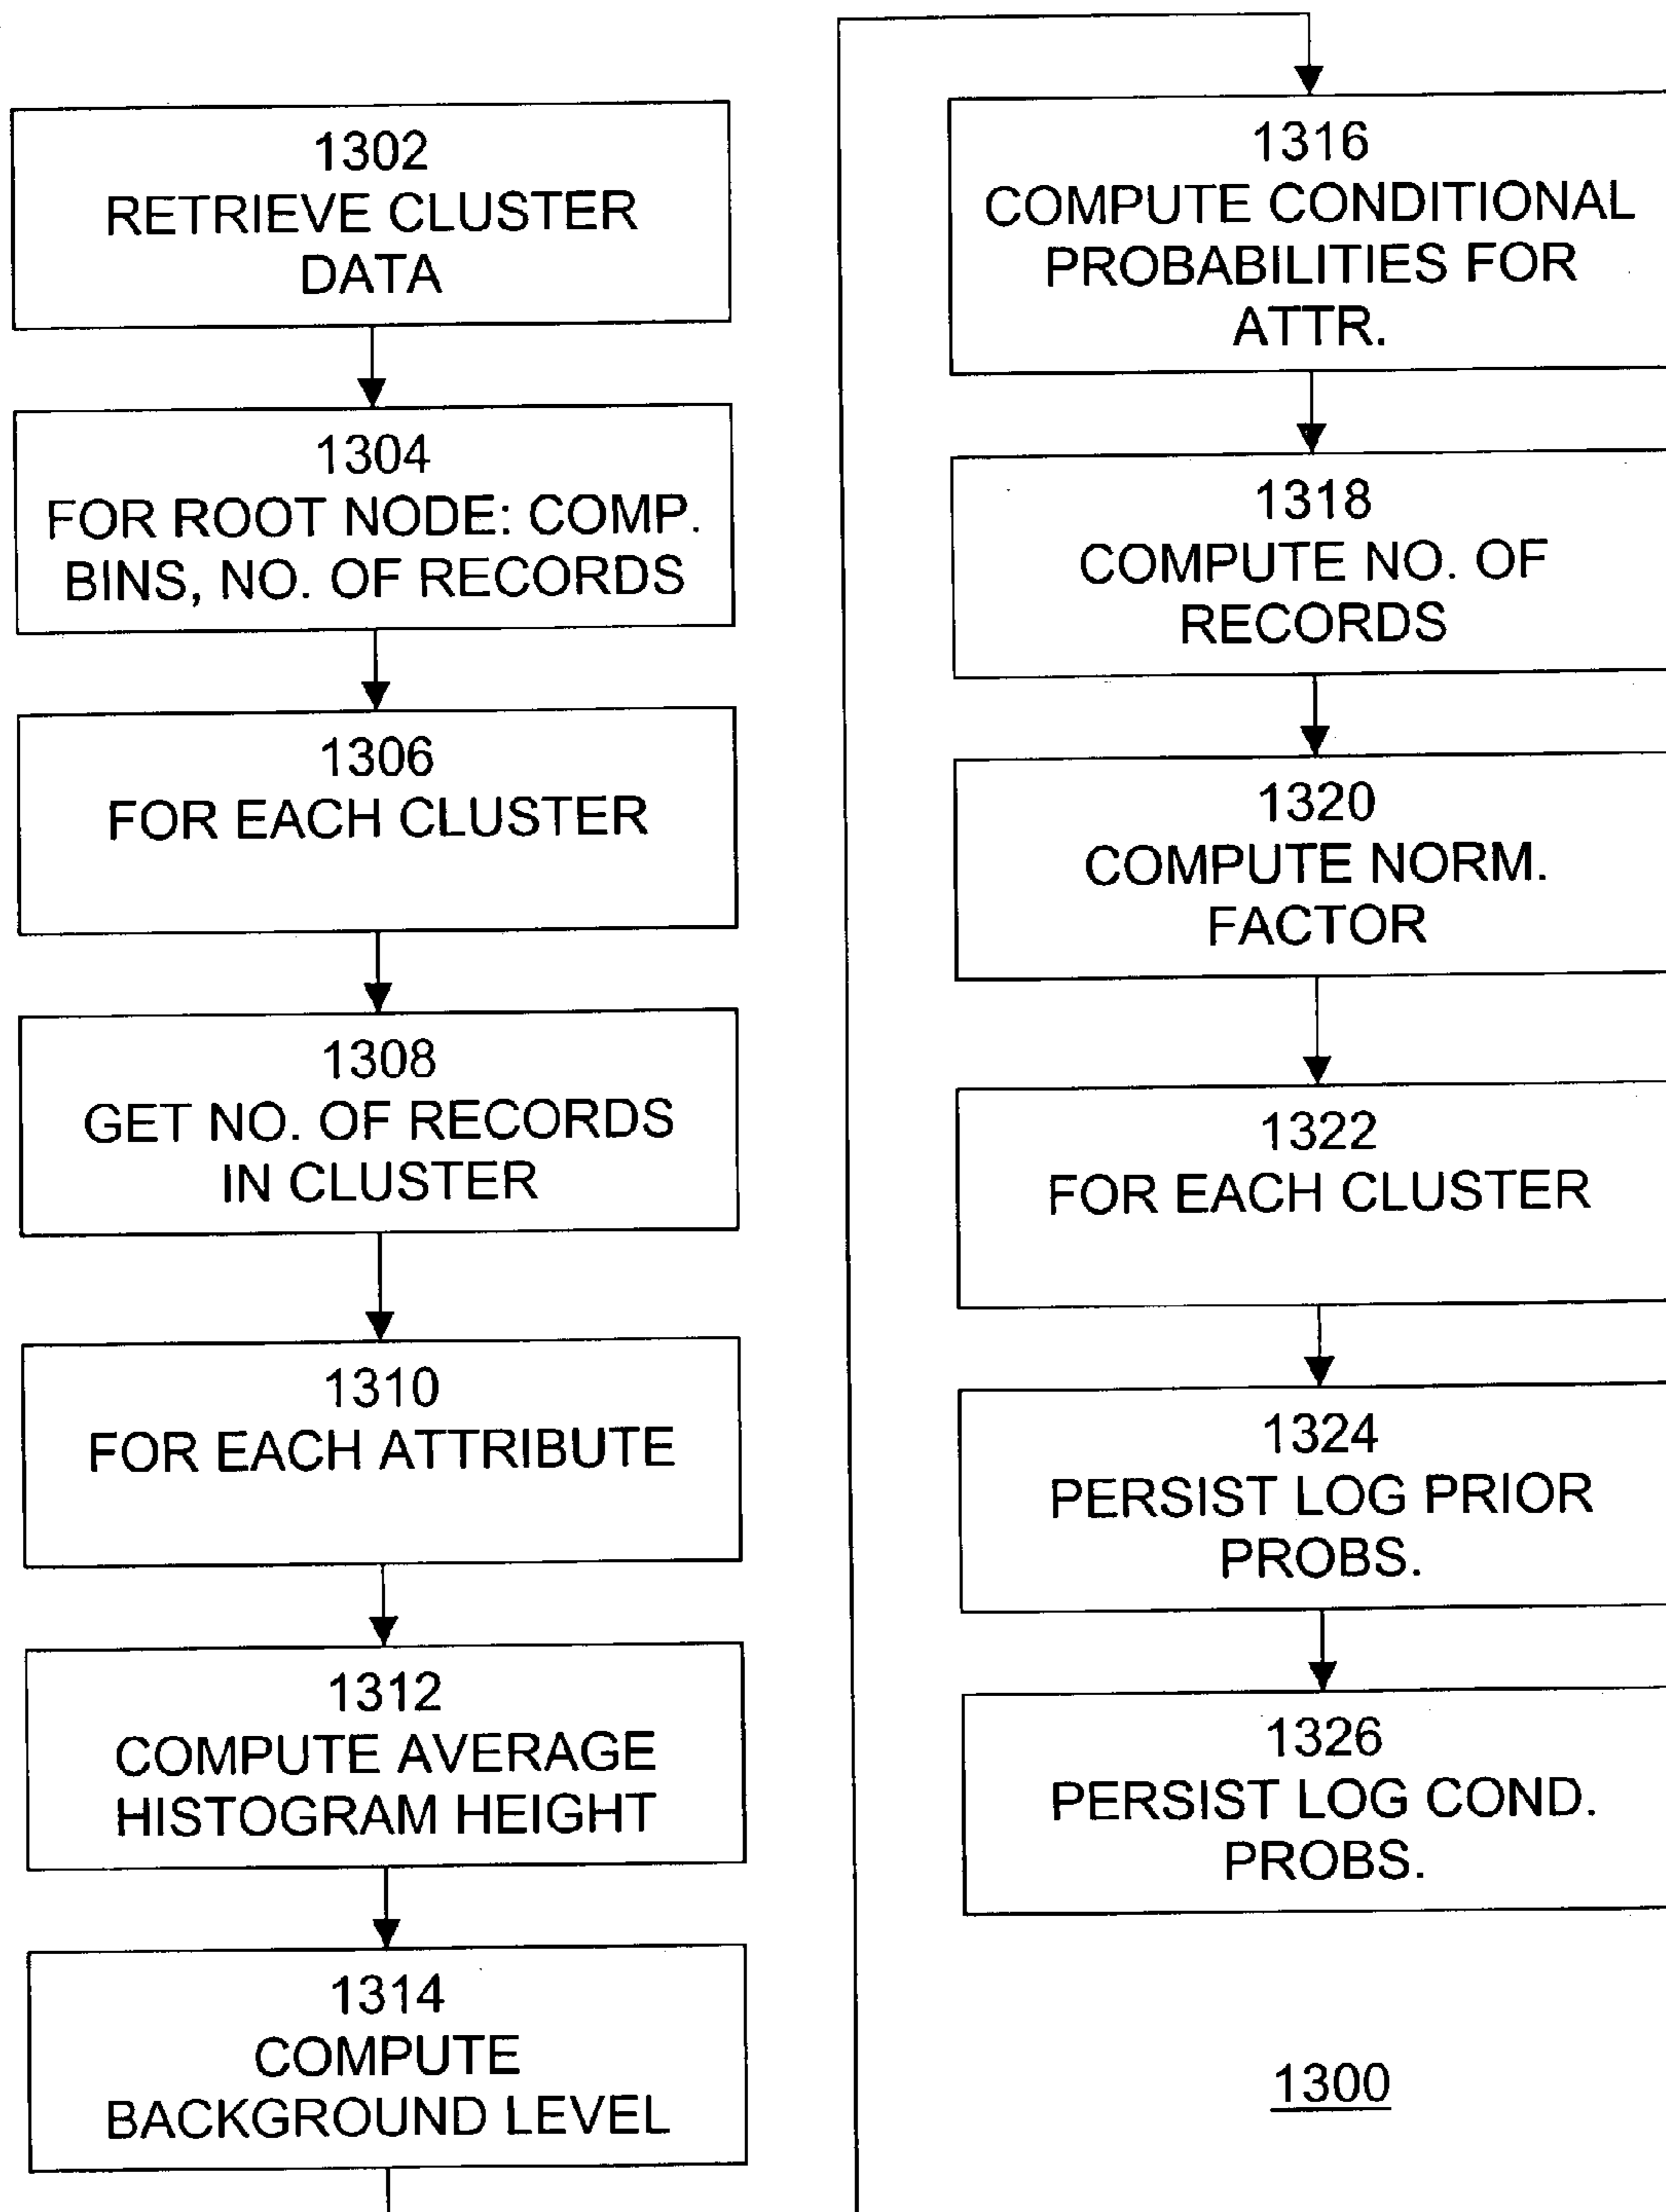 1302
RETRIEVE CLUSTER
DATA
1304
FOR ROOT NODE: COMP.
BINS, NO. OF RECORDS
1306
FOR EACH CLUSTER
1308
GET NO. OF RECORDS
IN CLUSTER
1310
FOR EACH ATTRIBUTE
1312
COMPUTE AVERAGE
HISTOGRAM HEIGHT
1314
COMPUTE
BACKGROUND LEVEL
1316
COMPUTE CONDITIONAL
PROBABILITIES FOR
ATTR.
1318
COMPUTE NO. OF
RECORDS
1320
COMPUTE NORM.
FACTOR
1322
FOR EACH CLUSTER
1324
PERSIST LOG PRIOR
PROBS.
1326
PERSIST LOG COND.
PROBS.
1300